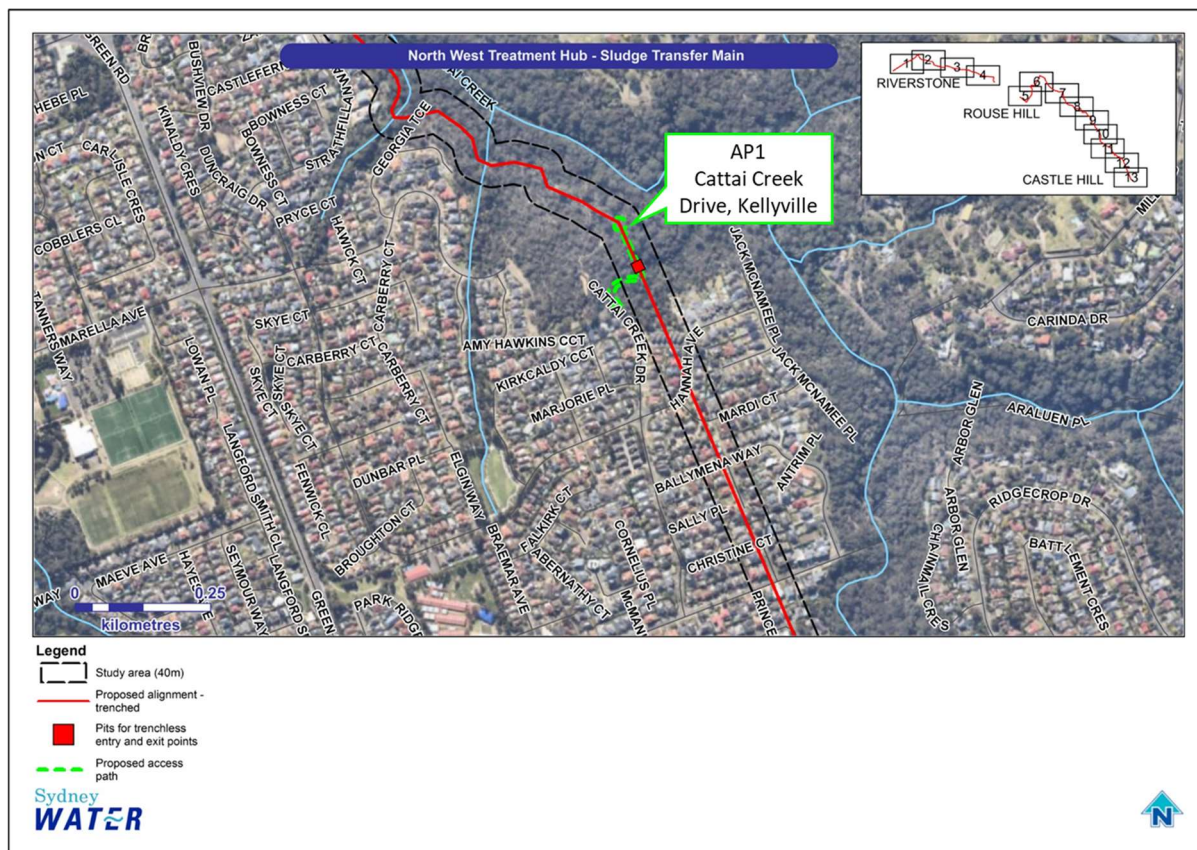 North West Treatment Hub - Sludge Transfer Main
1
2
3
4
RIVERSTONE
6
5
7
8
ROUSE HILL
9
10
11
12
CASTLE HILL
13
AP1
Cattai Creek
Drive, Kellyville
GREEN RD
BUSHVIEW DR
HEBE PL
KINALDY CRES
BOWNESS CT
BOWNESS CT
GEORGIA TCE
CARLISLE CRES
DUNCRAIG DR
PRYCE CT
COBBLERS CL
HAWICK CT
CARBERRY CT
TANNERS WAY
MARELLA AVE
SKYE CT
CARBERRY CT
CARBERRY CT
SKYE CT
SKYE CT
LOWAN PL
CATTAI CREEK DR
AMY HAWKINS CCT
KIRKCALDY CCT
MARJORIE PL
HANNAH AVE
MARDI CT
JACK MCNAMEE PL
JACK MCNAMEE PL
CARINDA DR
ARALUEN PL
ARBOR GLEN
ARBOR GLEN
RIDGECROP DR
BATTLEMENT CRES
CHAINMAIL CRES
LANGFORD SMITH CL
FENWICK CL
DUNBAR PL
ELGIN WAY
BROUGHTON CT
BALLYMENA WAY
ANTRIM PL
SALLY PL
CHRISTINE CT
FALKIRK CT
ABERNATHY CT
CORNELIUS PL
BRAEMAR AVE
MAEVE AVE
SEYMOUR WAY
LANGFORD S
GREEN
PARK RIDGE
McMAN
PRINCE
WAY
0
0.25
kilometres
Legend
Study area (40m)
Proposed alignment -
trenched
Pits for trenchless
entry and exit points
Proposed access
path
Sydney
WATER
N